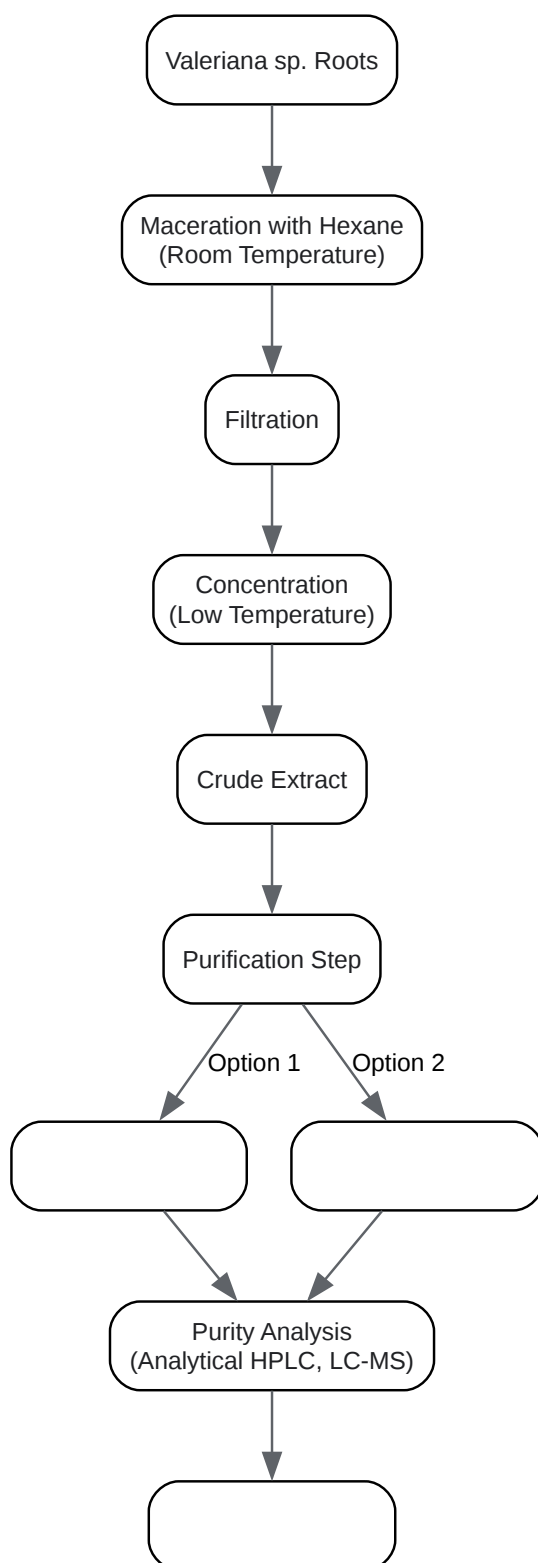 Valeriana sp. Roots
Maceration with Hexane
(Room Temperature)
Filtration
Concentration
(Low Temperature)
Crude Extract
Purification Step
Option 1
Option 2
Purity Analysis
(Analytical HPLC, LC-MS)